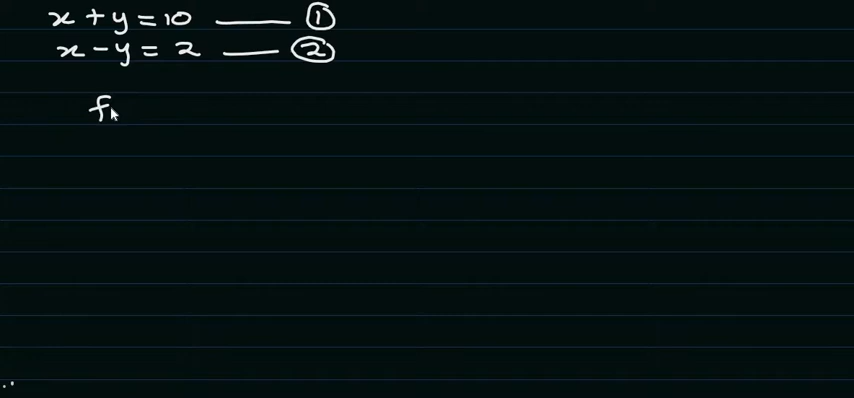 x + y = 10 —— ①
x - y = 2 —— ②
f